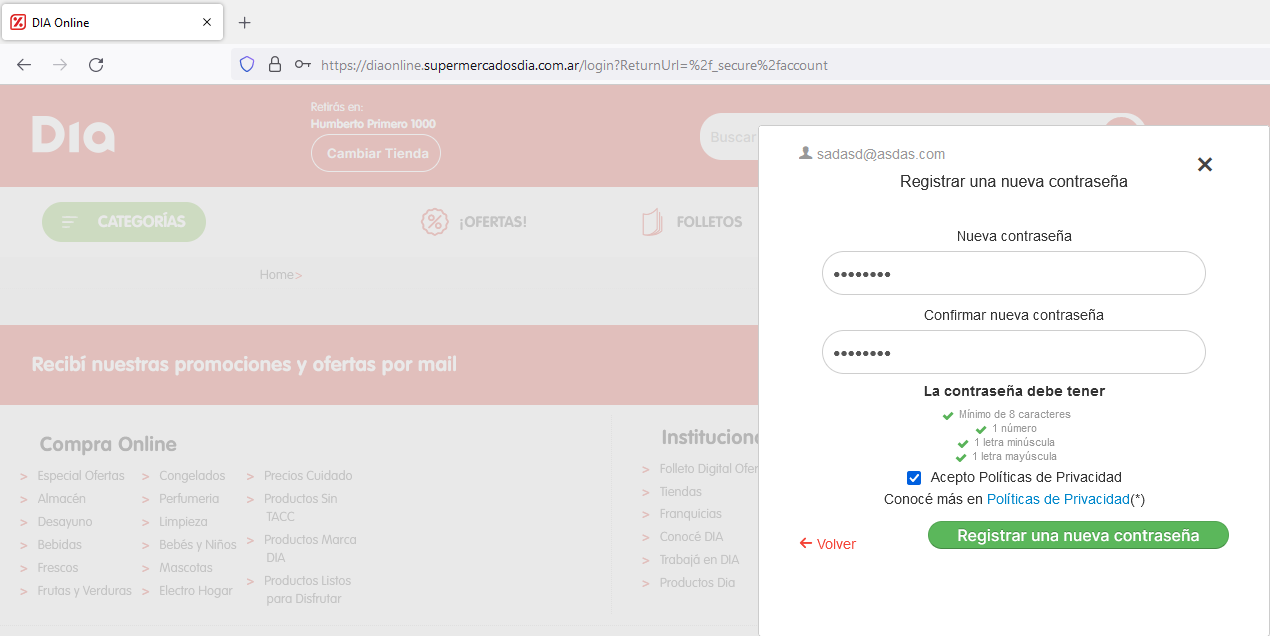 DIA Online
https://diaonline.supermercadosdia.com.ar/login?ReturnUrl=%2f_secure%2faccount
Dia
Retirás en:
Humberto Primero 1000
Cambiar Tienda
Buscar
CATEGORÍAS
¡OFERTAS!
FOLLETOS
Home>
Recibí nuestras promociones y ofertas por mail
Compra Online
> Especial Ofertas
> Almacén
> Desayuno
> Bebidas
> Frescos
> Frutas y Verduras
> Congelados
> Perfumeria
> Limpieza
> Bebés y Niños
> Mascotas
> Electro Hogar
> Precios Cuidado
> Productos Sin
TACC
> Productos Marca
DIA
> Productos Listos
para Disfrutar
Institucion
> Folleto Digital Ofer
> Tiendas
> Franquicias
> Conocé DIA
> Trabajá en DIA
> Productos Dia
sadasd@asdas.com
Registrar una nueva contraseña
Nueva contraseña
••••••••
Confirmar nueva contraseña
••••••••
La contraseña debe tener
Mínimo de 8 caracteres
1 número
1 letra minúscula
1 letra mayúscula
Acepto Políticas de Privacidad
Conocé más en Políticas de Privacidad(*)
Volver
Registrar una nueva contraseña